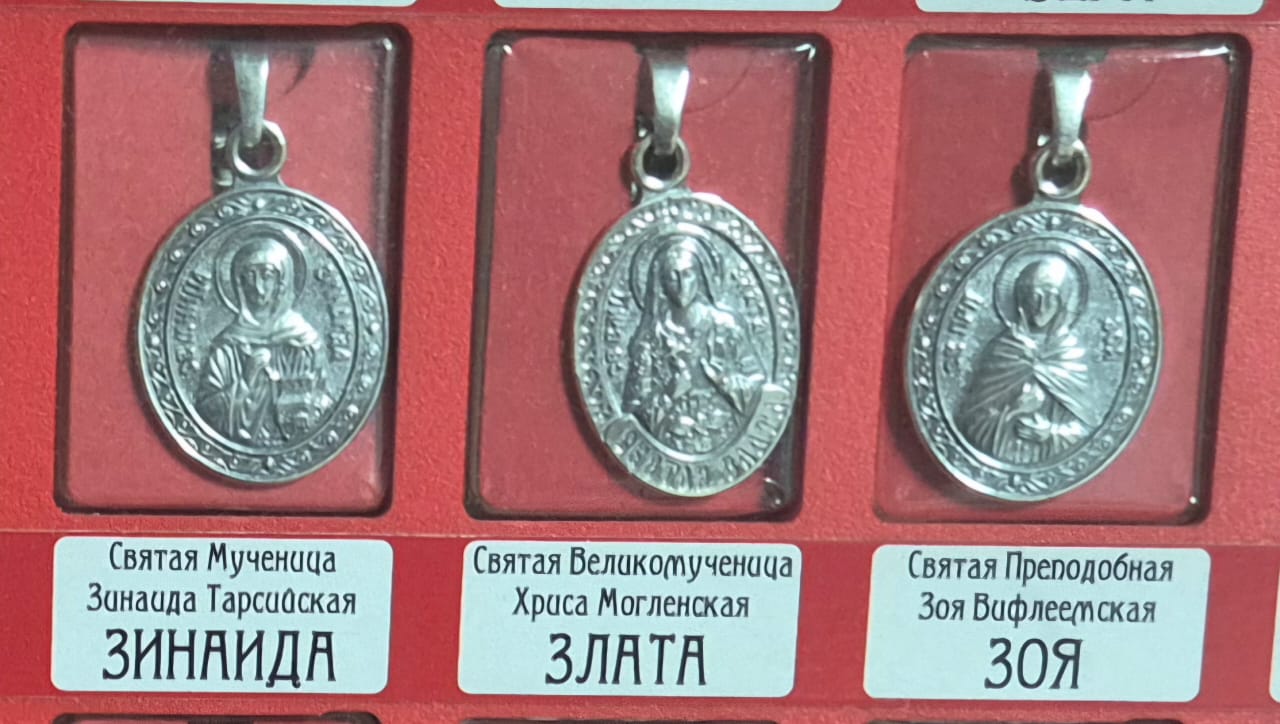 Святая Мученица
Зинаида Тарсийская
ЗИНАИДА
Святая Великомученица
Хриса Могленская
ЗЛАТА
Святая Преподобная
Зоя Вифлеемская
ЗОЯ